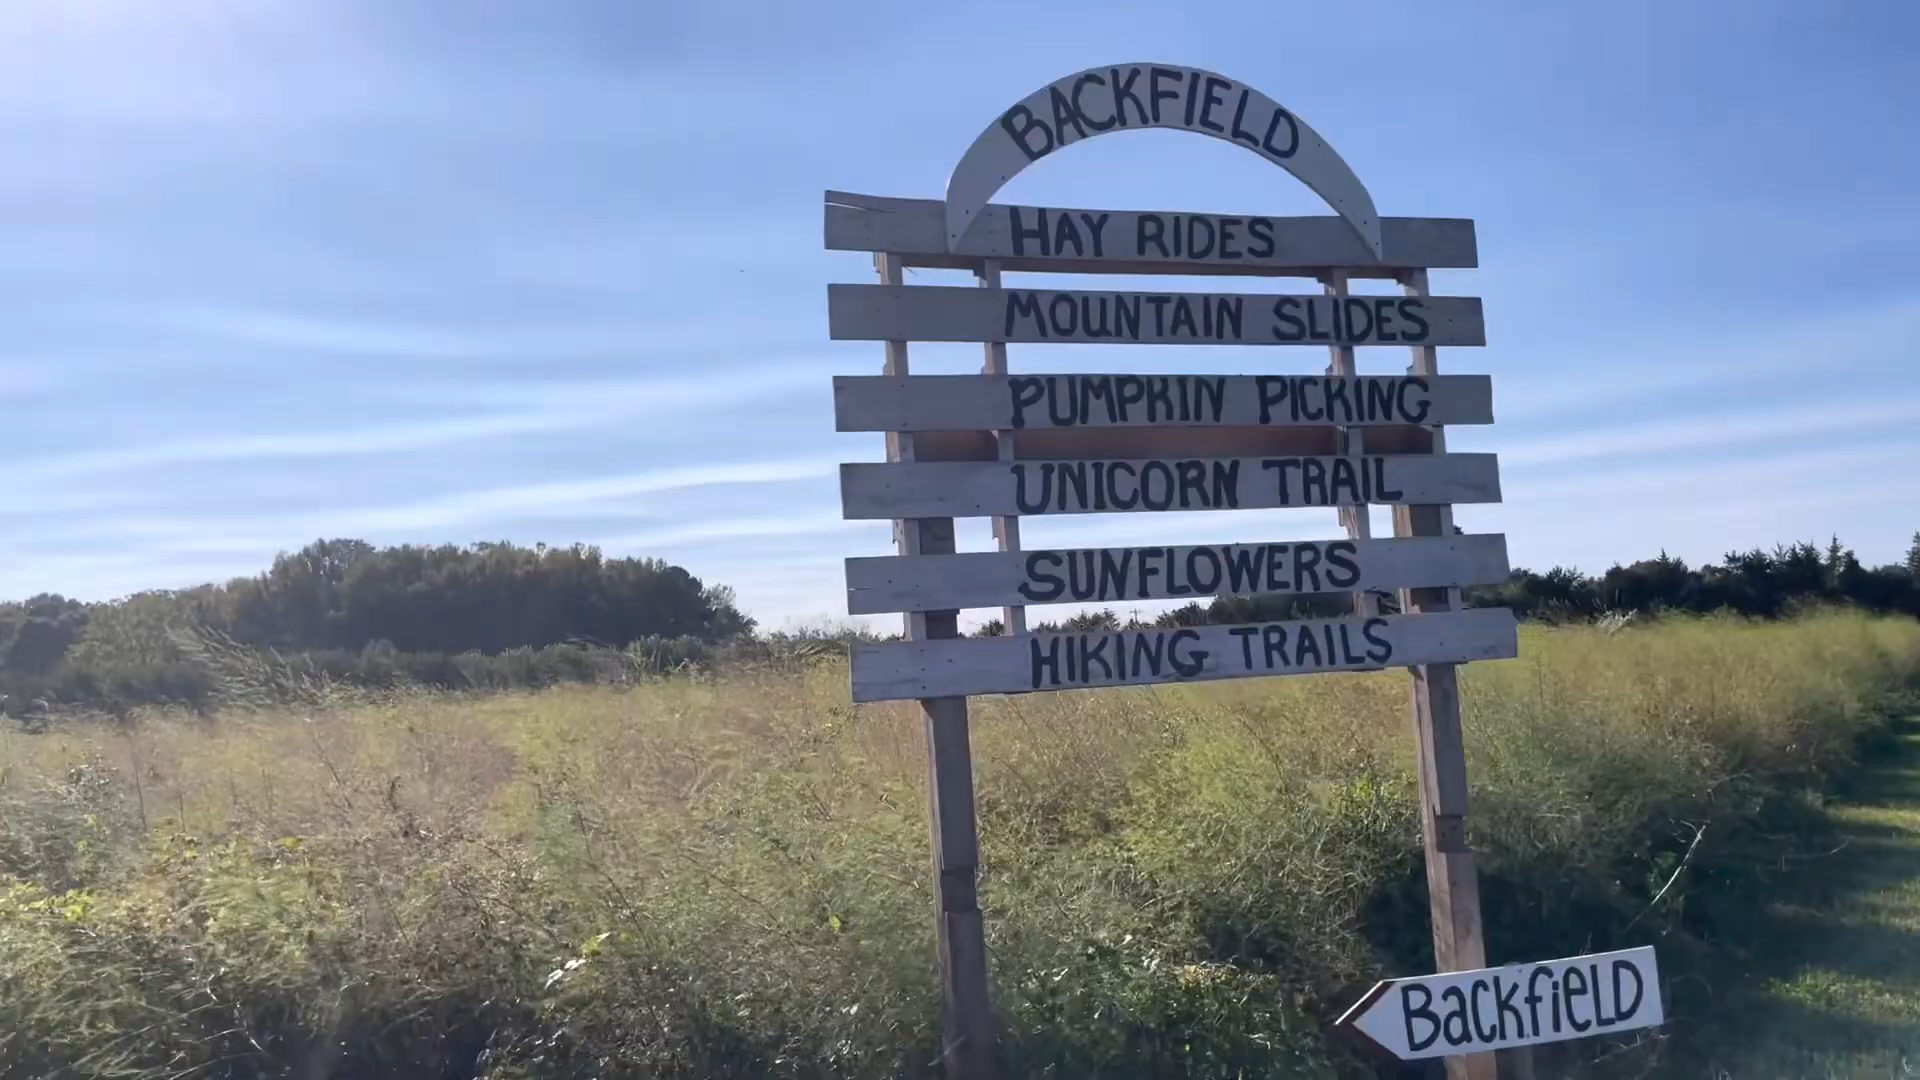 BACKFIELD
HAY RIDES
MOUNTAIN SLIDES
PUMPKIN PICKING
UNICORN TRAIL
SUNFLOWERS
HIKING TRAILS
BackfiELD